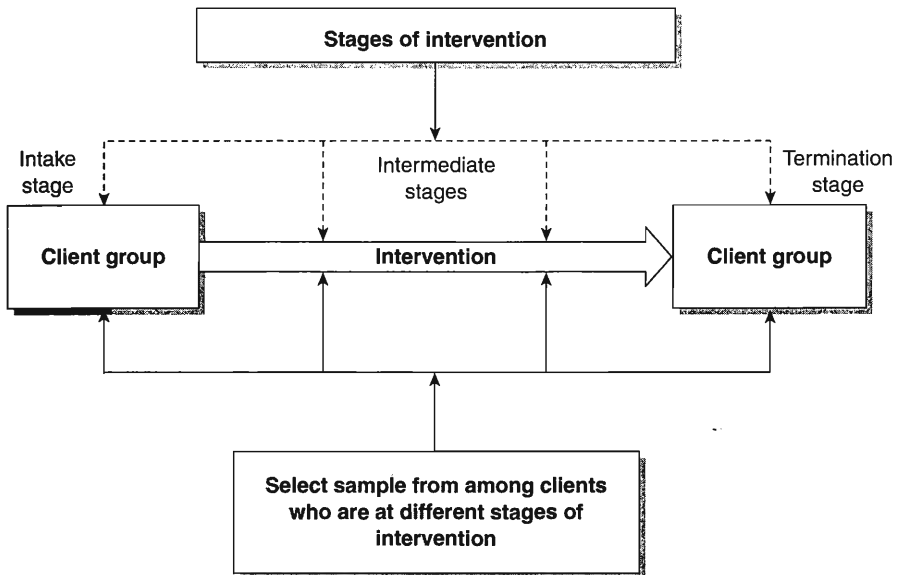 Stages of intervention
Intake
stage
Intermediate
stages
Termination
stage
Client group
Intervention
Client group
Select sample from among clients
who are at different stages of
intervention